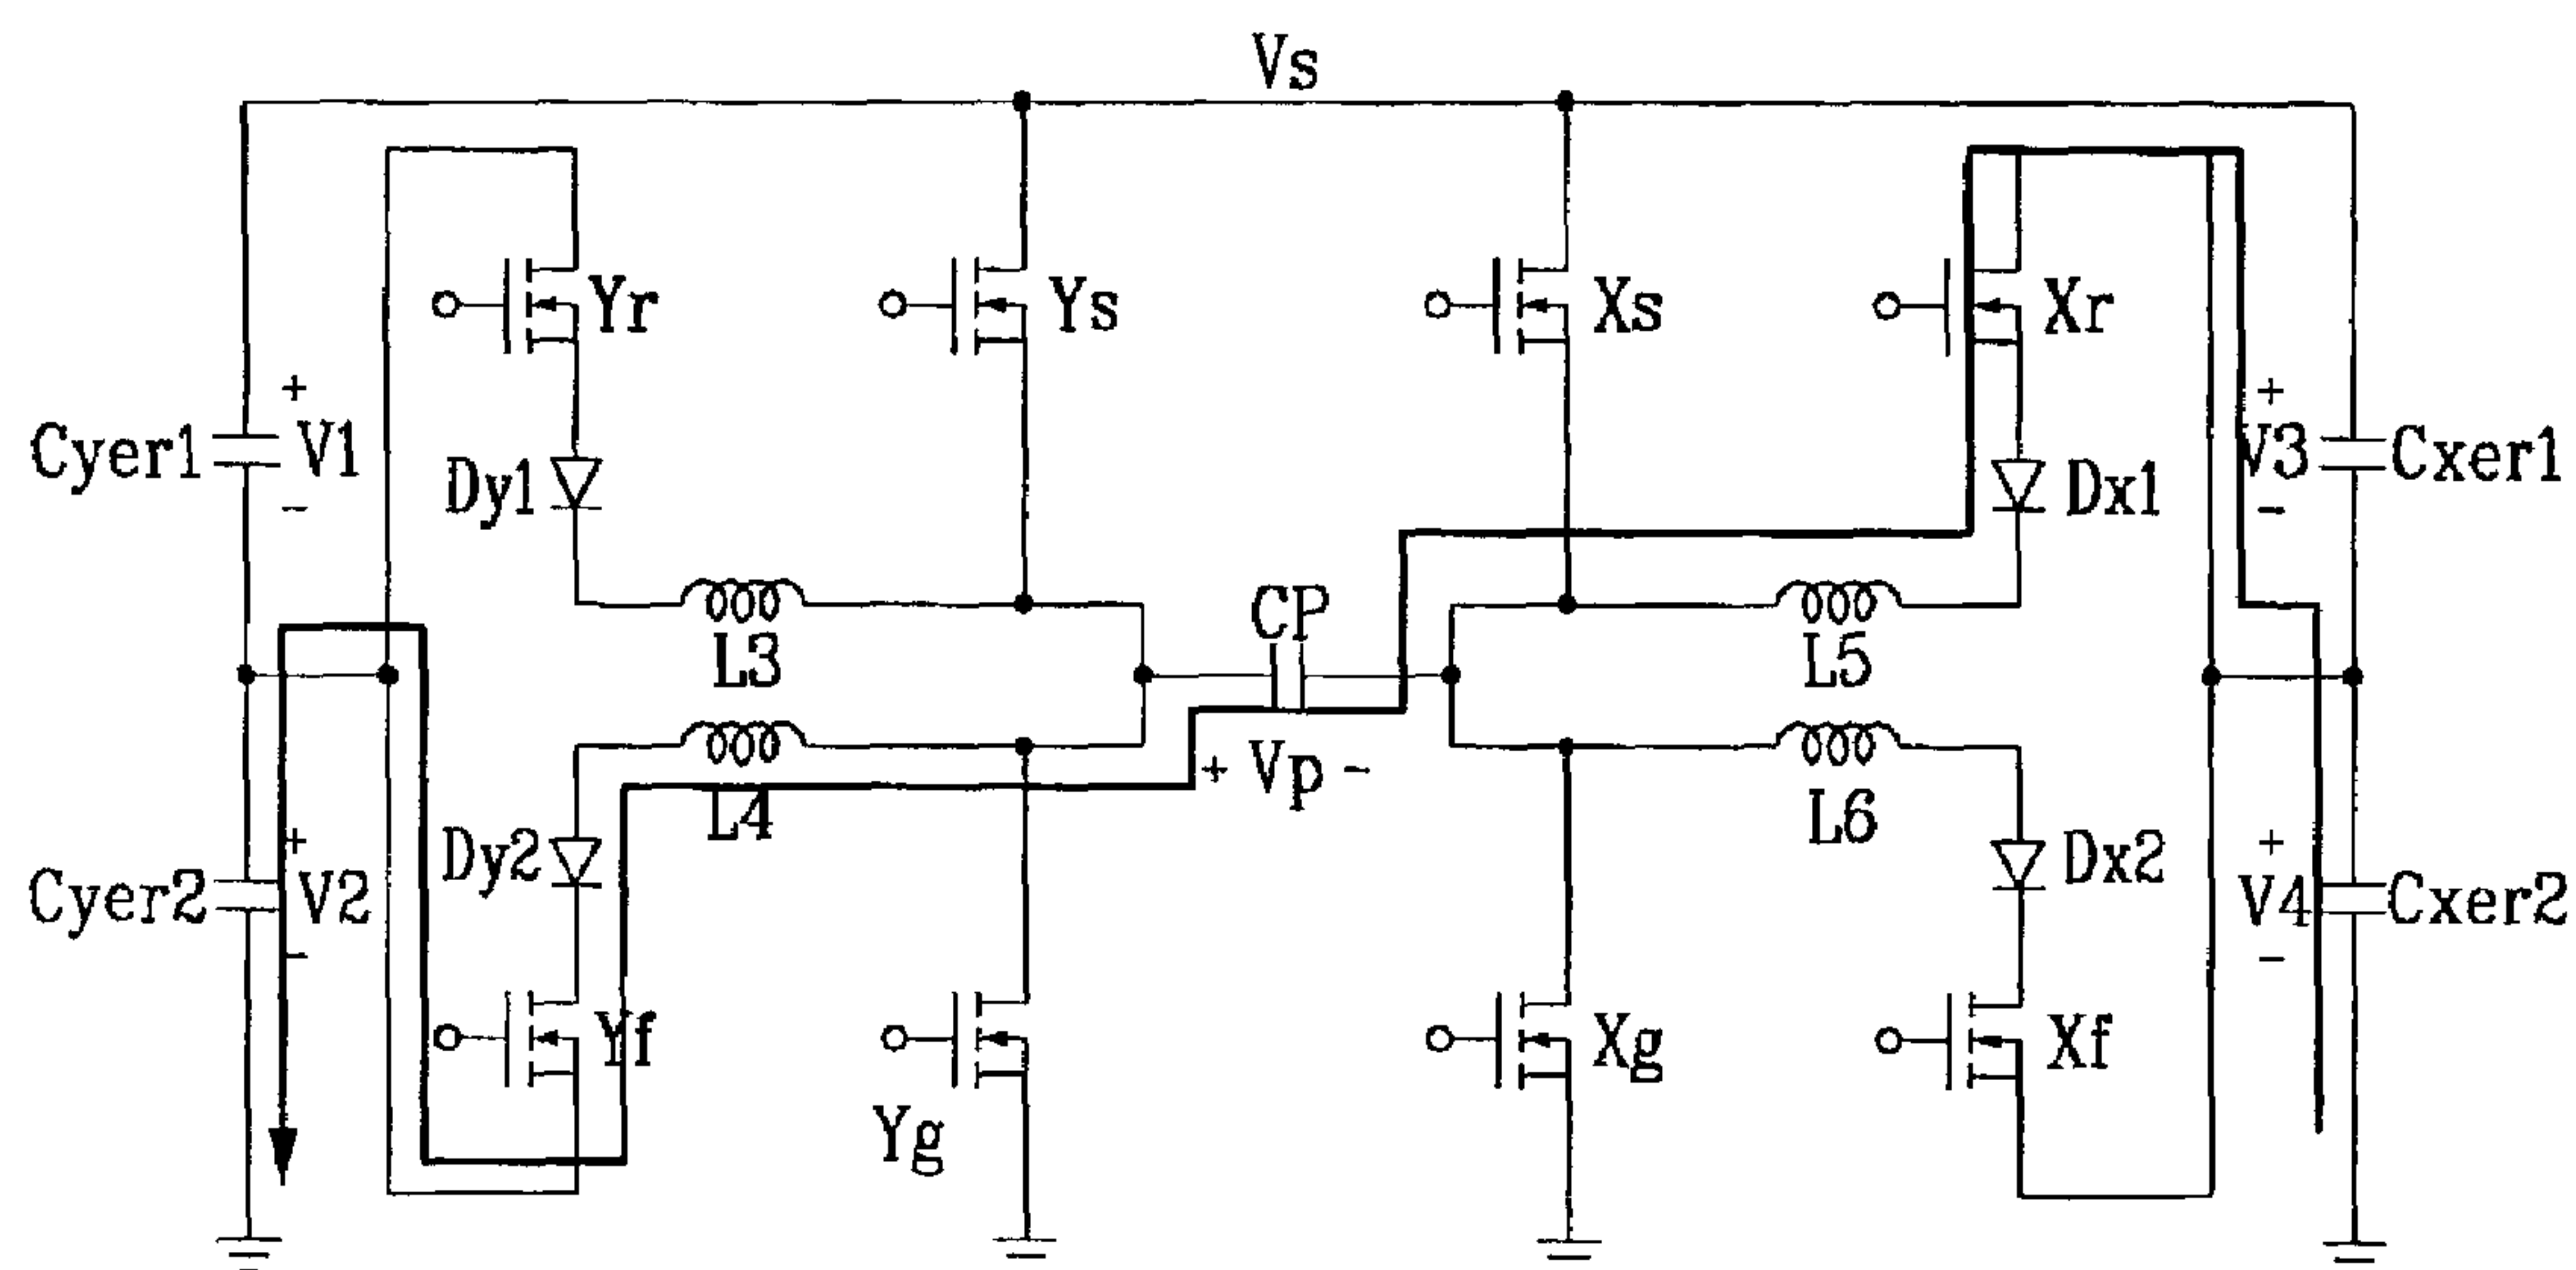 Vs
Yr
Ys
Xs
Xr
+
+
Cyer1
V1
V3
Cxer1
Dy1
Dx1
-
-
CP
L3
L5
+ Vp -
L4
L6
+
+
Dy2
Dx2
Cyer2
V2
V4
Cxer2
-
-
Yf
Xg
Xf
Yg